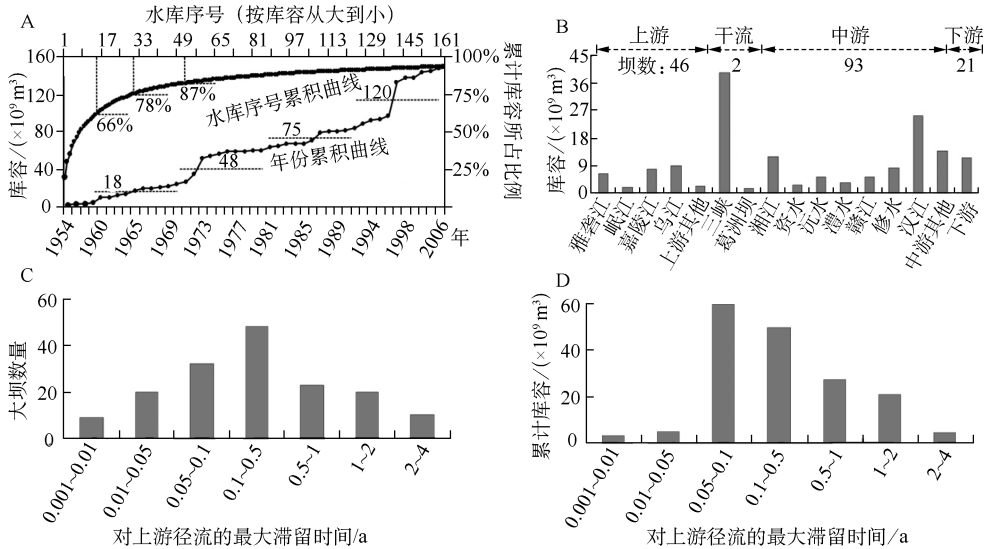 A
水库序号（按库容从大到小）
1 17 33 49 65 81 97 113 129 145 161
160
120
80
40
0
库容/(×10⁹ m³)
100%
75%
50%
25%
累计库容所占比例
66%
78%
87%
水库序号累积曲线
120
75
48
18
年份累积曲线
1954 1960 1965 1969 1973 1977 1981 1985 1989 1994 1998 2006 年
B
上游 干流 中游 下游
坝数: 46 2 93 21
45
36
27
18
9
0
库容/(×10⁹ m³)
雅砻江 岷江 嘉陵江 乌江 上游其他 三峡 葛洲坝 湘江 资水 沅水 澧水 赣江 修水 汉江 中游其他 下游
C
60
40
20
0
大坝数量
0.001~0.01 0.01~0.05 0.05~0.1 0.1~0.5 0.5~1 1~2 2~4
对上游径流的最大滞留时间/a
D
60
40
20
0
累计库容/(×10⁹ m³)
0.001~0.01 0.01~0.05 0.05~0.1 0.1~0.5 0.5~1 1~2 2~4
对上游径流的最大滞留时间/a